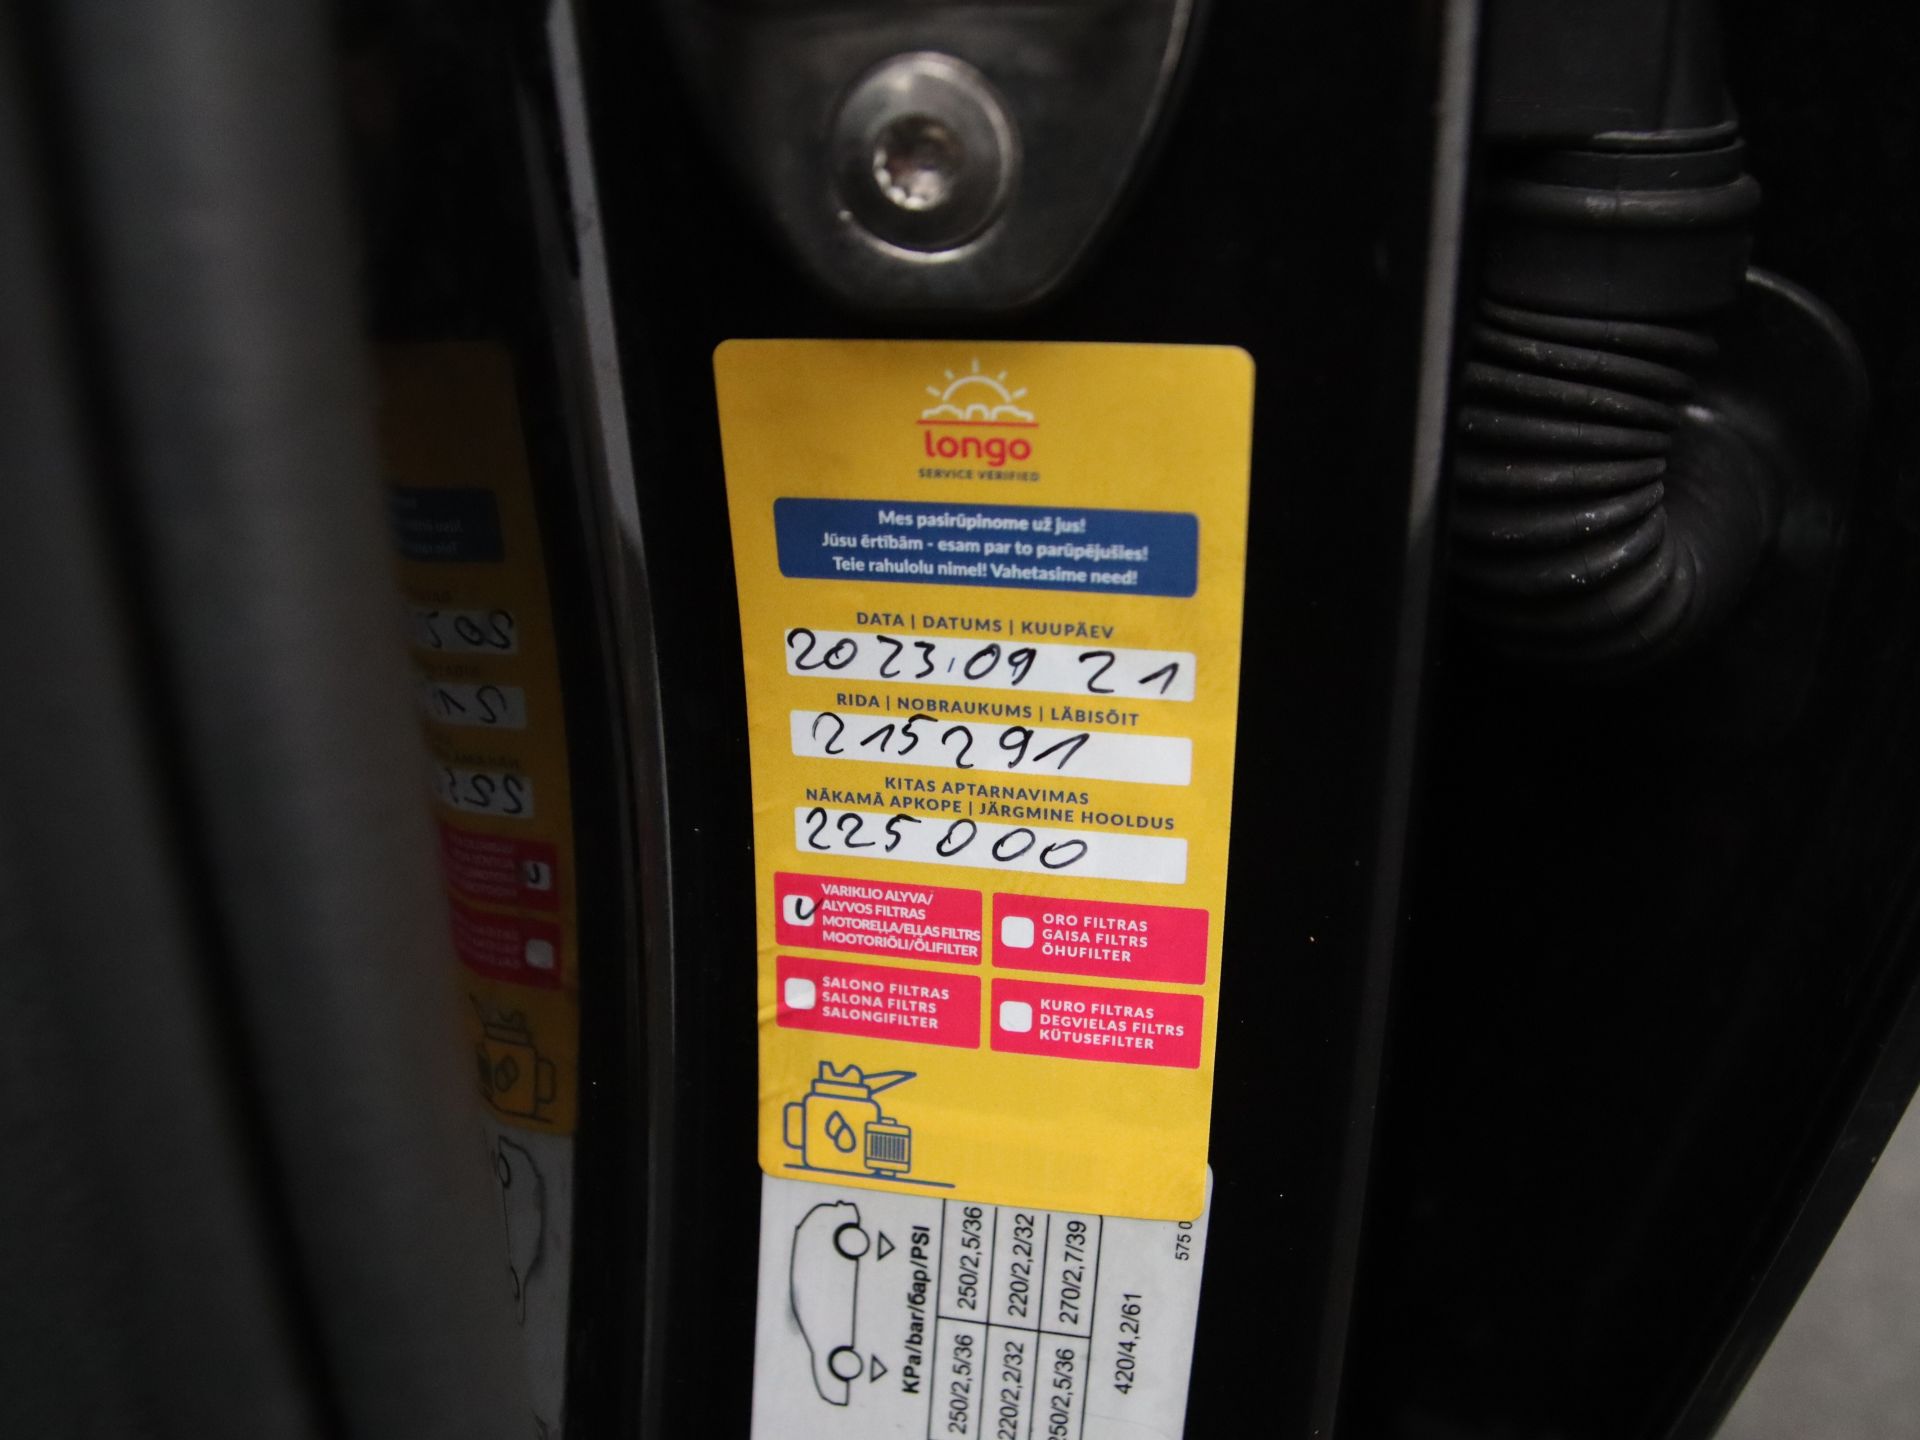 longo
SERVICE VERIFIED
Mes pasirūpinome už jus!
Jūsu ērtībām - esam par to parūpējušies!
Teie rahulolu nimel! Vahetasime need!
DATA | DATUMS | KUUPÄEV
2023.09 21
RIDA | NOBRAUKUMS | LÄBISÕIT
215291
KITAS APTARNAVIMAS
NĀKAMĀ APKOPE | JÄRGMINE HOOLDUS
225000
VARIKLIO ALYVA/
ALYVOS FILTRAS
MOTOREĻĻA/EĻĻAS FILTRS
MOOTORIÕLI/ÕLIFILTER
ORO FILTRAS
GAISA FILTRS
ÕHUFILTER
SALONO FILTRAS
SALONA FILTRS
SALONGIFILTER
KURO FILTRAS
DEGVIELAS FILTRS
KÜTUSEFILTER
KPa/bar/бар/PSI
250/2,5/36 250/2,5/36
220/2,2/32 220/2,2/32
250/2,5/36 270/2,7/39
420/4,2/61
575 0